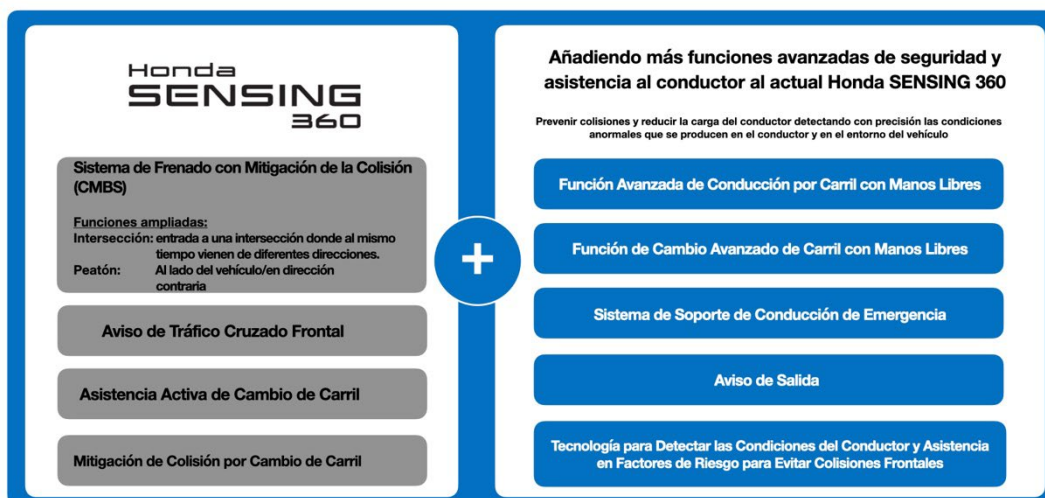 Honda
SENSING
360
Sistema de Frenado con Mitigación de la Colisión
(CMBS)
Funciones ampliadas:
Intersección: entrada a una intersección donde al mismo
tiempo vienen de diferentes direcciones.
Peatón: Al lado del vehículo/en dirección
contraria
Aviso de Tráfico Cruzado Frontal
Asistencia Activa de Cambio de Carril
Mitigación de Colisión por Cambio de Carril
+
Añadiendo más funciones avanzadas de seguridad y
asistencia al conductor al actual Honda SENSING 360
Prevenir colisiones y reducir la carga del conductor detectando con precisión las condiciones
anormales que se producen en el conductor y en el entorno del vehículo
Función Avanzada de Conducción por Carril con Manos Libres
Función de Cambio Avanzado de Carril con Manos Libres
Sistema de Soporte de Conducción de Emergencia
Aviso de Salida
Tecnología para Detectar las Condiciones del Conductor y Asistencia
en Factores de Riesgo para Evitar Colisiones Frontales